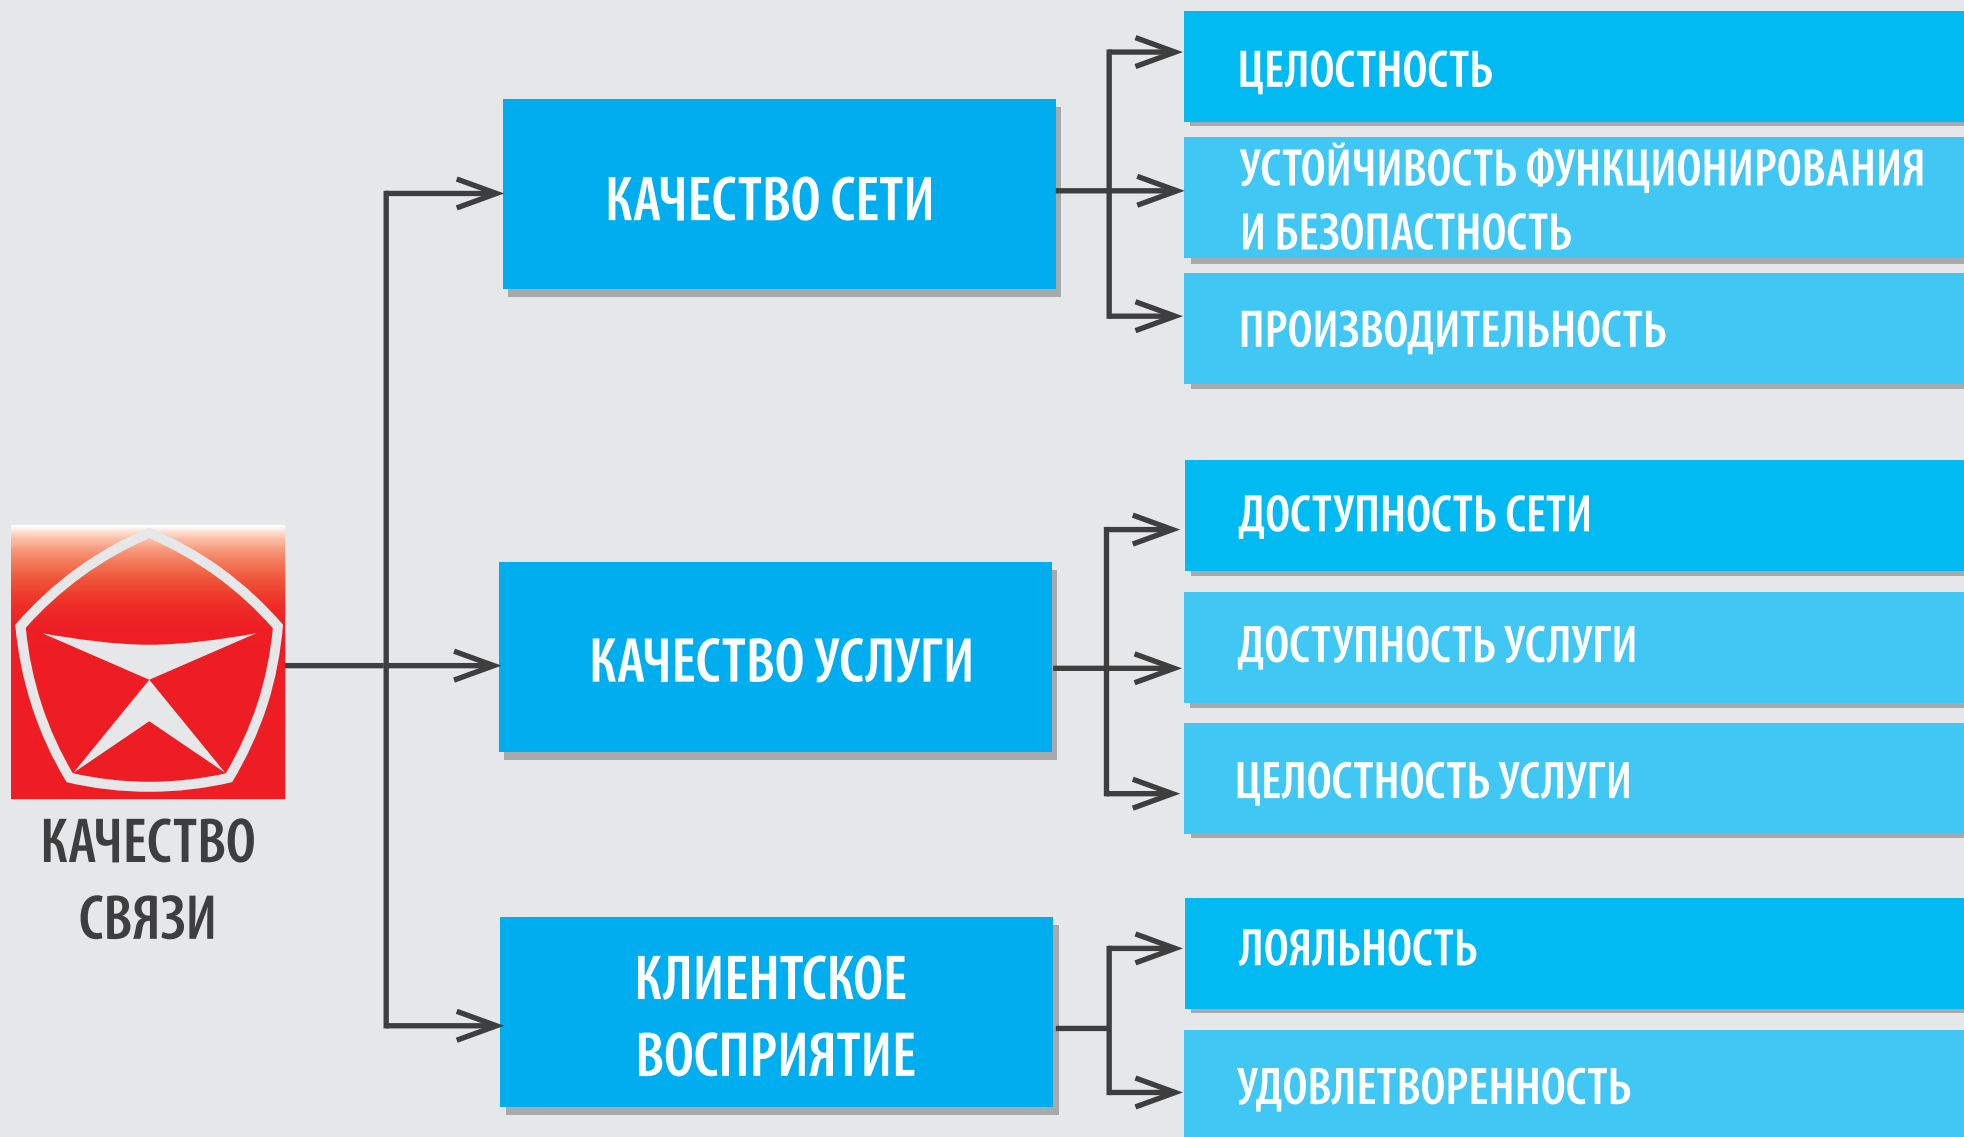 КАЧЕСТВО
СВЯЗИ
КАЧЕСТВО СЕТИ
ЦЕЛОСТНОСТЬ
УСТОЙЧИВОСТЬ ФУНКЦИОНИРОВАНИЯ
И БЕЗОПАСТНОСТЬ
ПРОИЗВОДИТЕЛЬНОСТЬ
КАЧЕСТВО УСЛУГИ
ДОСТУПНОСТЬ СЕТИ
ДОСТУПНОСТЬ УСЛУГИ
ЦЕЛОСТНОСТЬ УСЛУГИ
КЛИЕНТСКОЕ
ВОСПРИЯТИЕ
ЛОЯЛЬНОСТЬ
УДОВЛЕТВОРЕННОСТЬ